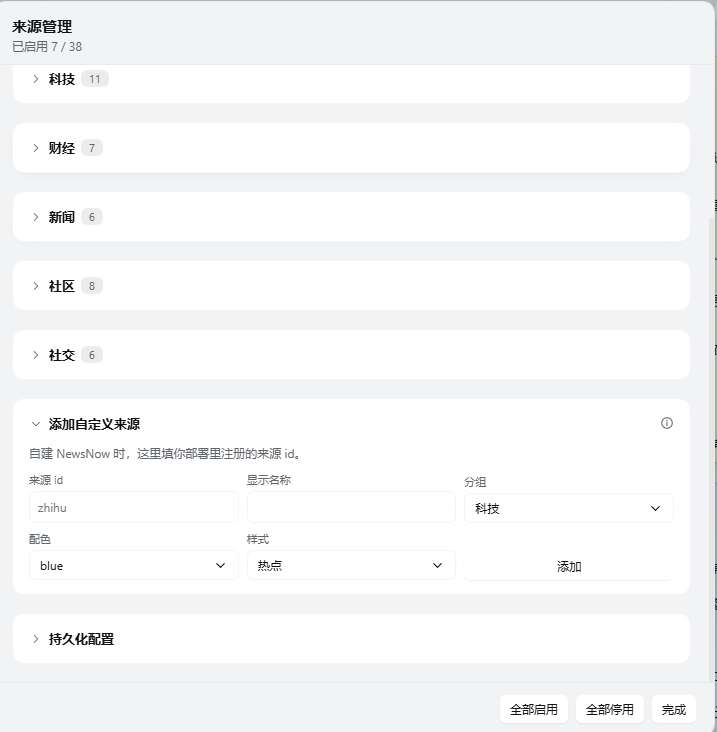 来源管理
已启用 7 / 38
科技 11
财经 7
新闻 6
社区 8
社交 6
添加自定义来源
自建 NewsNow 时，这里填你部署里注册的来源 id。
来源 id 显示名称 分组
zhihu 科技
配色 样式
blue 热点 添加
持久化配置
全部启用 全部停用 完成